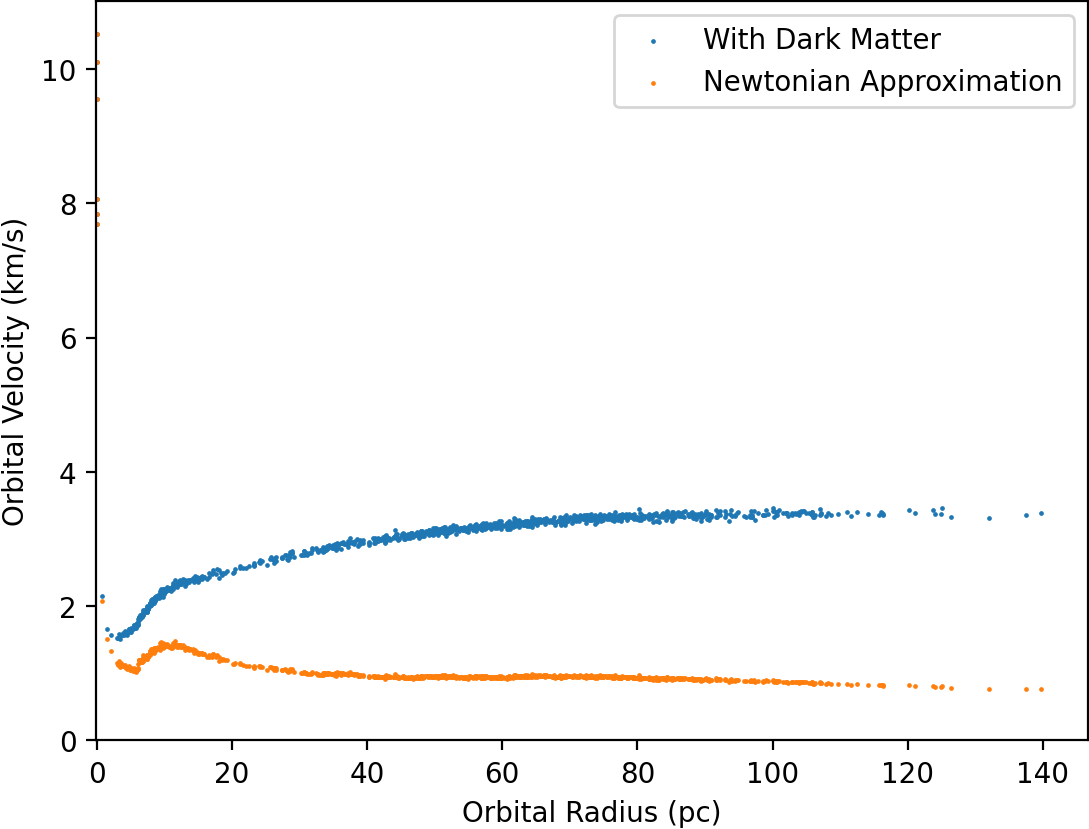 With Dark Matter
Newtonian Approximation
10
8
6
4
2
0
Orbital Velocity (km/s)
0 20 40 60 80 100 120 140
Orbital Radius (pc)